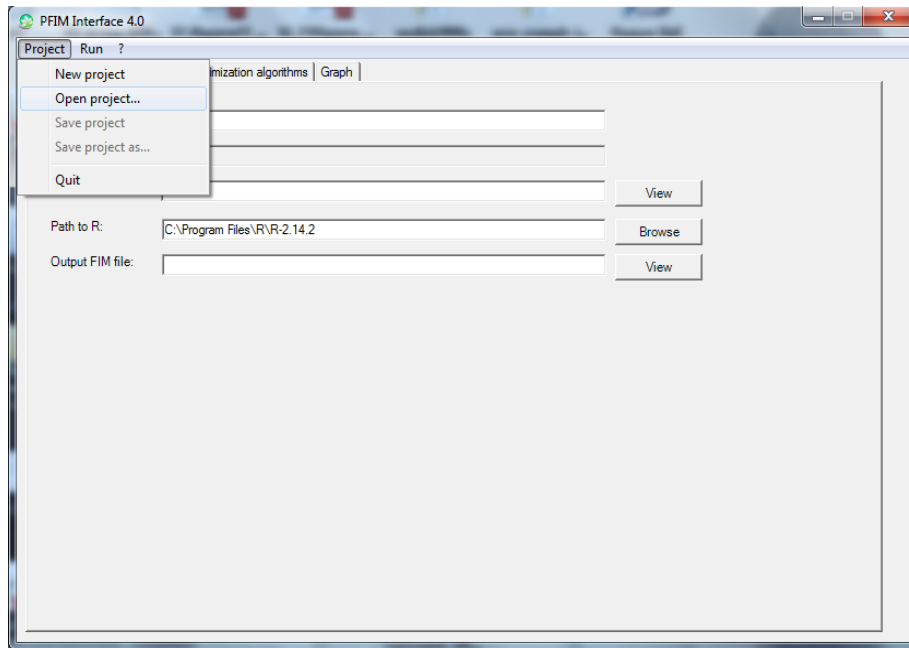 PFIM Interface 4.0
Project Run ?
New project
Open project...
Save project
Save project as...
Quit
imization algorithms Graph
View
Path to R: C:\Program Files\R\R-2.14.2 Browse
Output FIM file: View